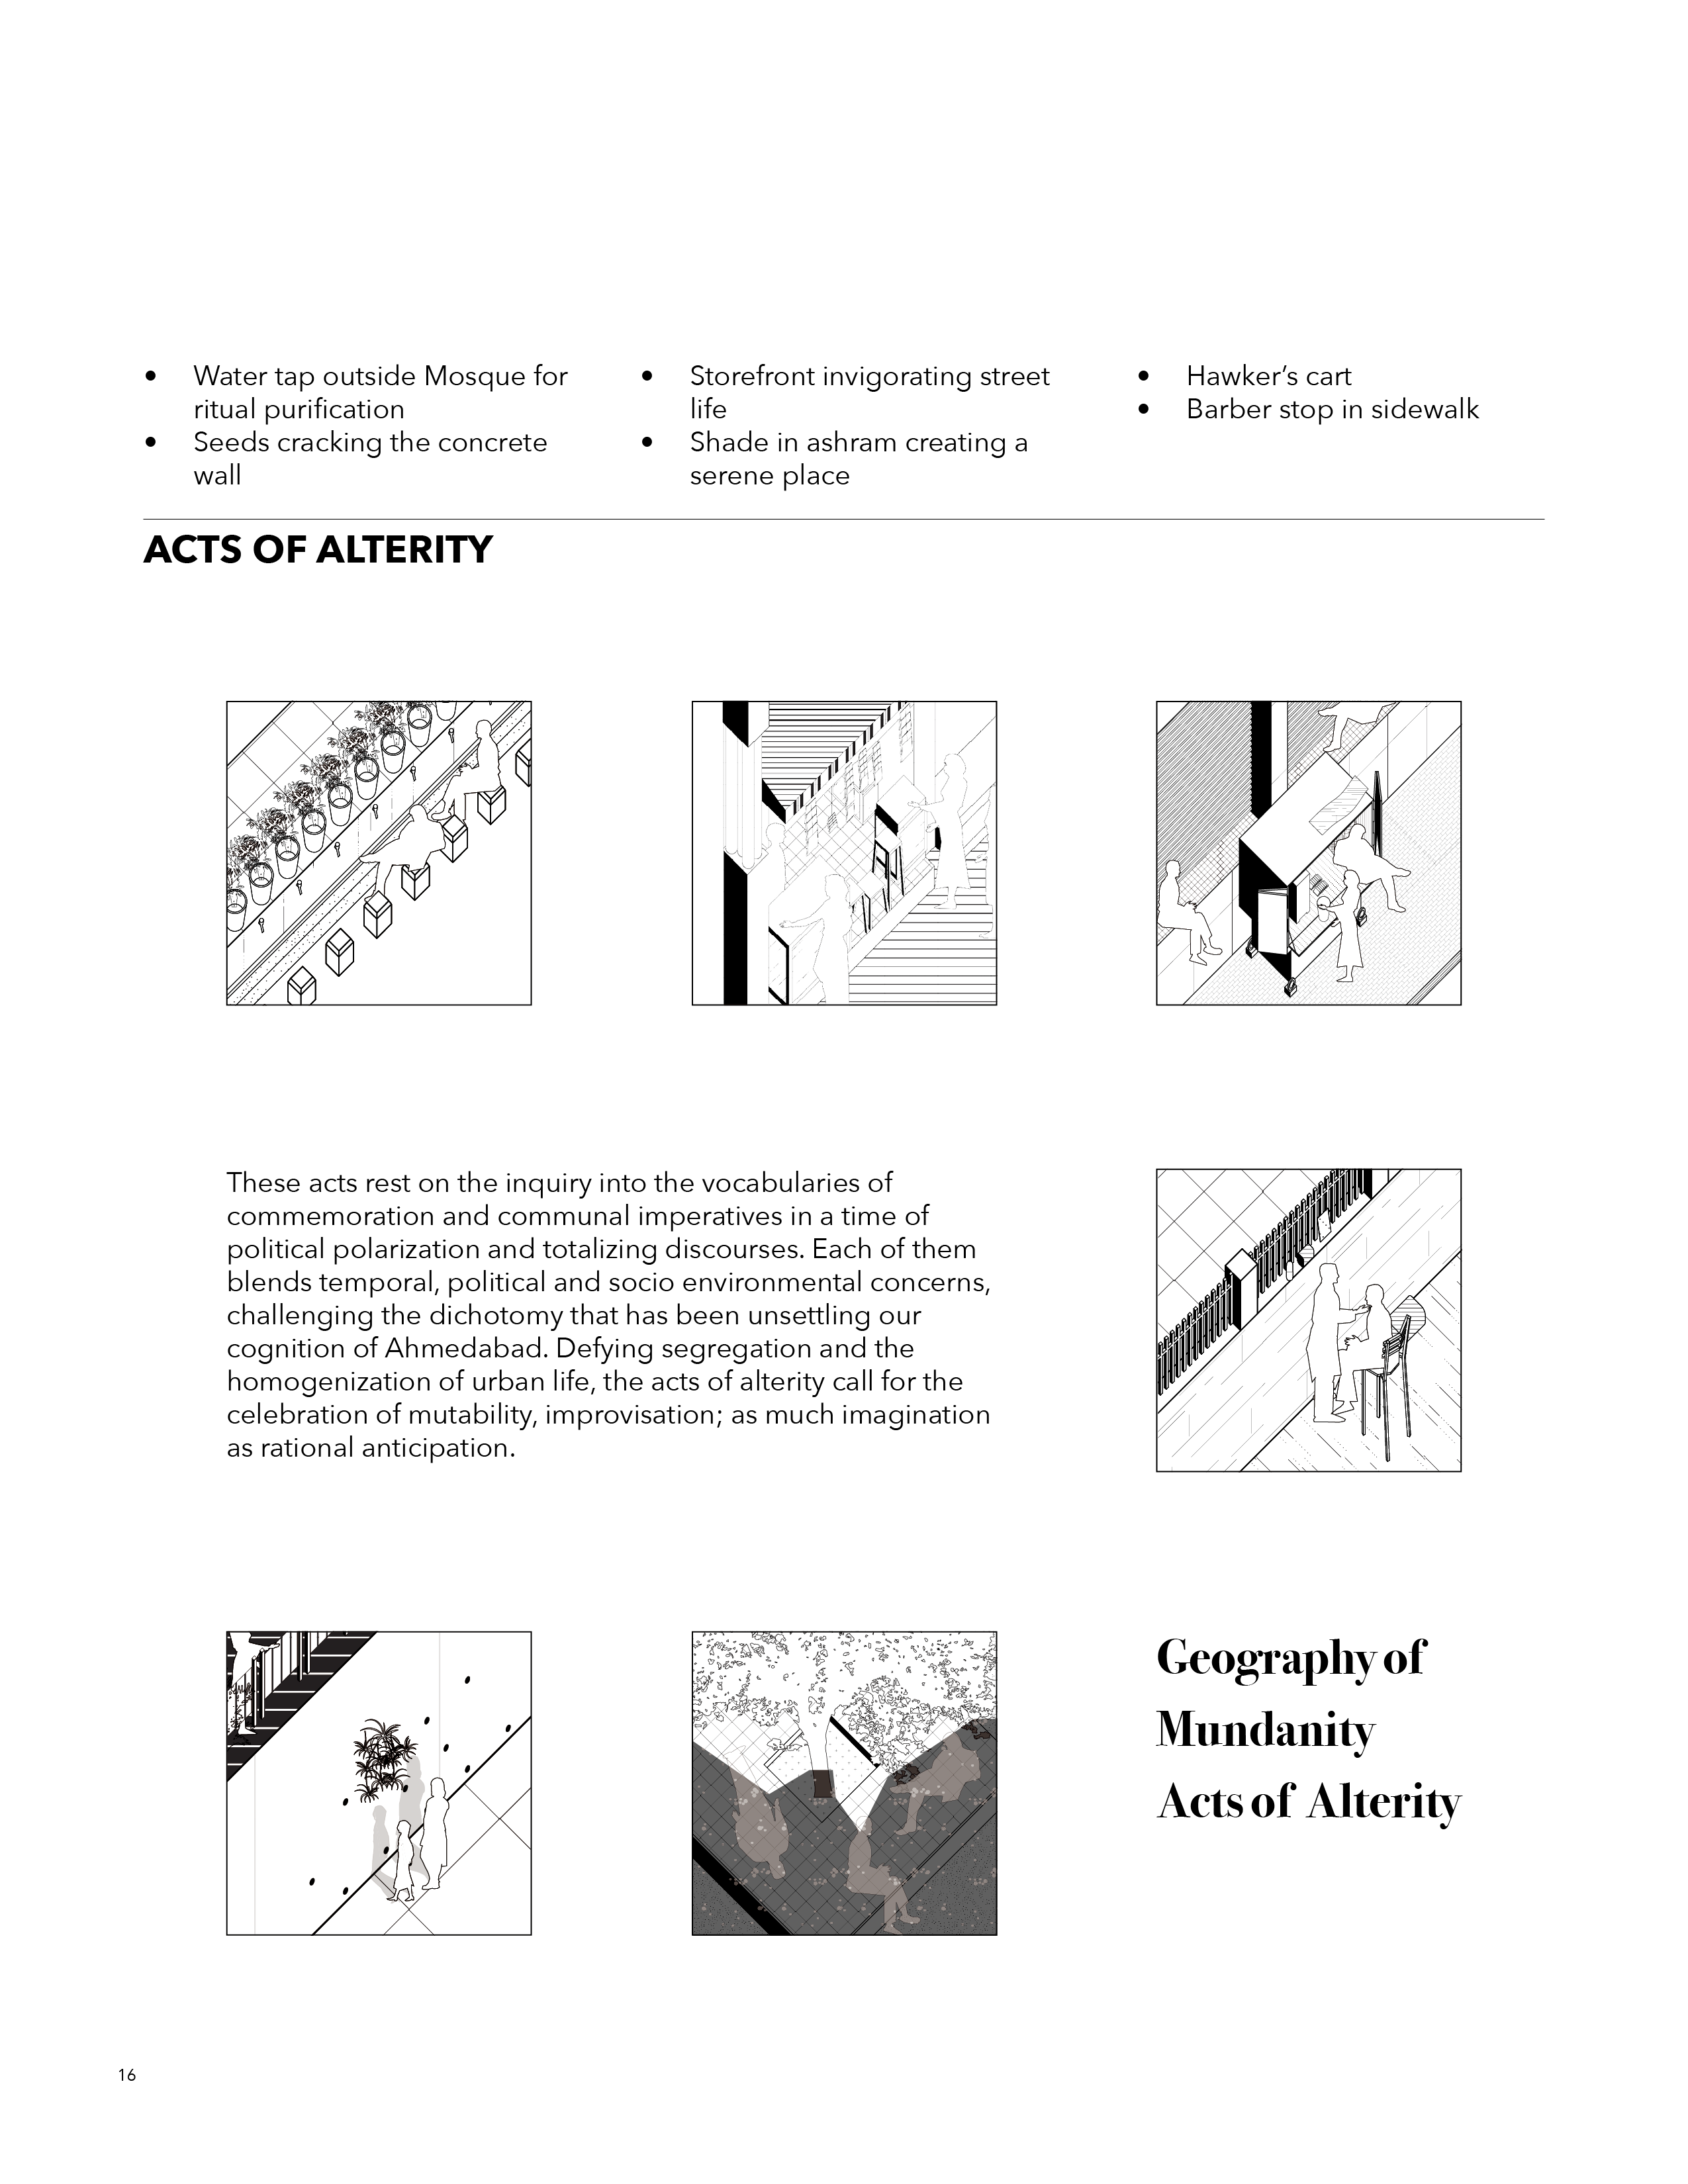 • Water tap outside Mosque for
ritual purification
• Seeds cracking the concrete
wall
• Storefront invigorating street
life
• Shade in ashram creating a
serene place
• Hawker’s cart
• Barber stop in sidewalk
ACTS OF ALTERITY
These acts rest on the inquiry into the vocabularies of
commemoration and communal imperatives in a time of
political polarization and totalizing discourses. Each of them
blends temporal, political and socio environmental concerns,
challenging the dichotomy that has been unsettling our
cognition of Ahmedabad. Defying segregation and the
homogenization of urban life, the acts of alterity call for the
celebration of mutability, improvisation; as much imagination
as rational anticipation.
Geography of
Mundanity
Acts of Alterity
16